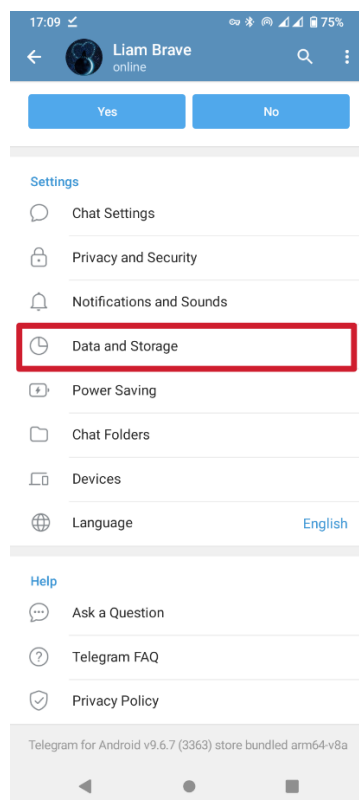 17:09 75%
Liam Brave
online
Yes No
Settings
Chat Settings
Privacy and Security
Notifications and Sounds
Data and Storage
Power Saving
Chat Folders
Devices
Language English
Help
Ask a Question
Telegram FAQ
Privacy Policy
Telegram for Android v9.6.7 (3363) store bundled arm64-v8a